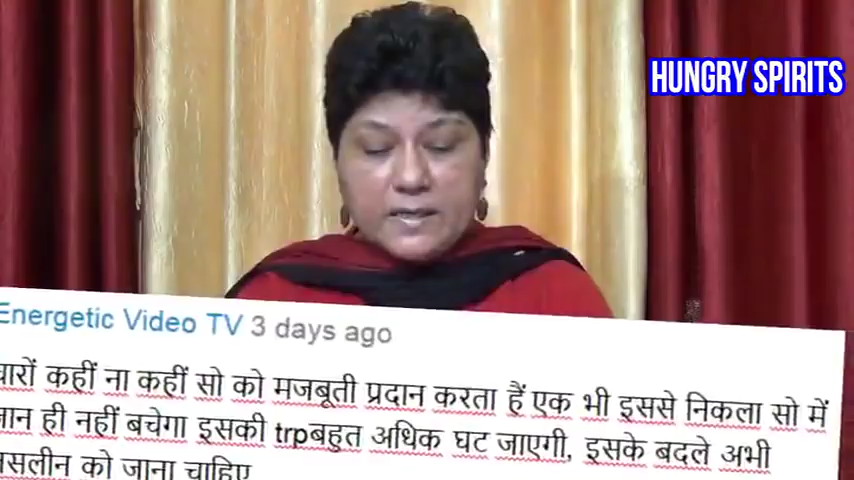 HUNGRY SPIRITS
Energetic Video TV 3 days ago
कहीं ना कहीं सो को मजबूती प्रदान करता हैं एक भी इससे निकला सो में
ही नहीं बचेगा इसकी trpबहुत अधिक घट जाएगी, इसके बदले अभी
को जाना चाहिए